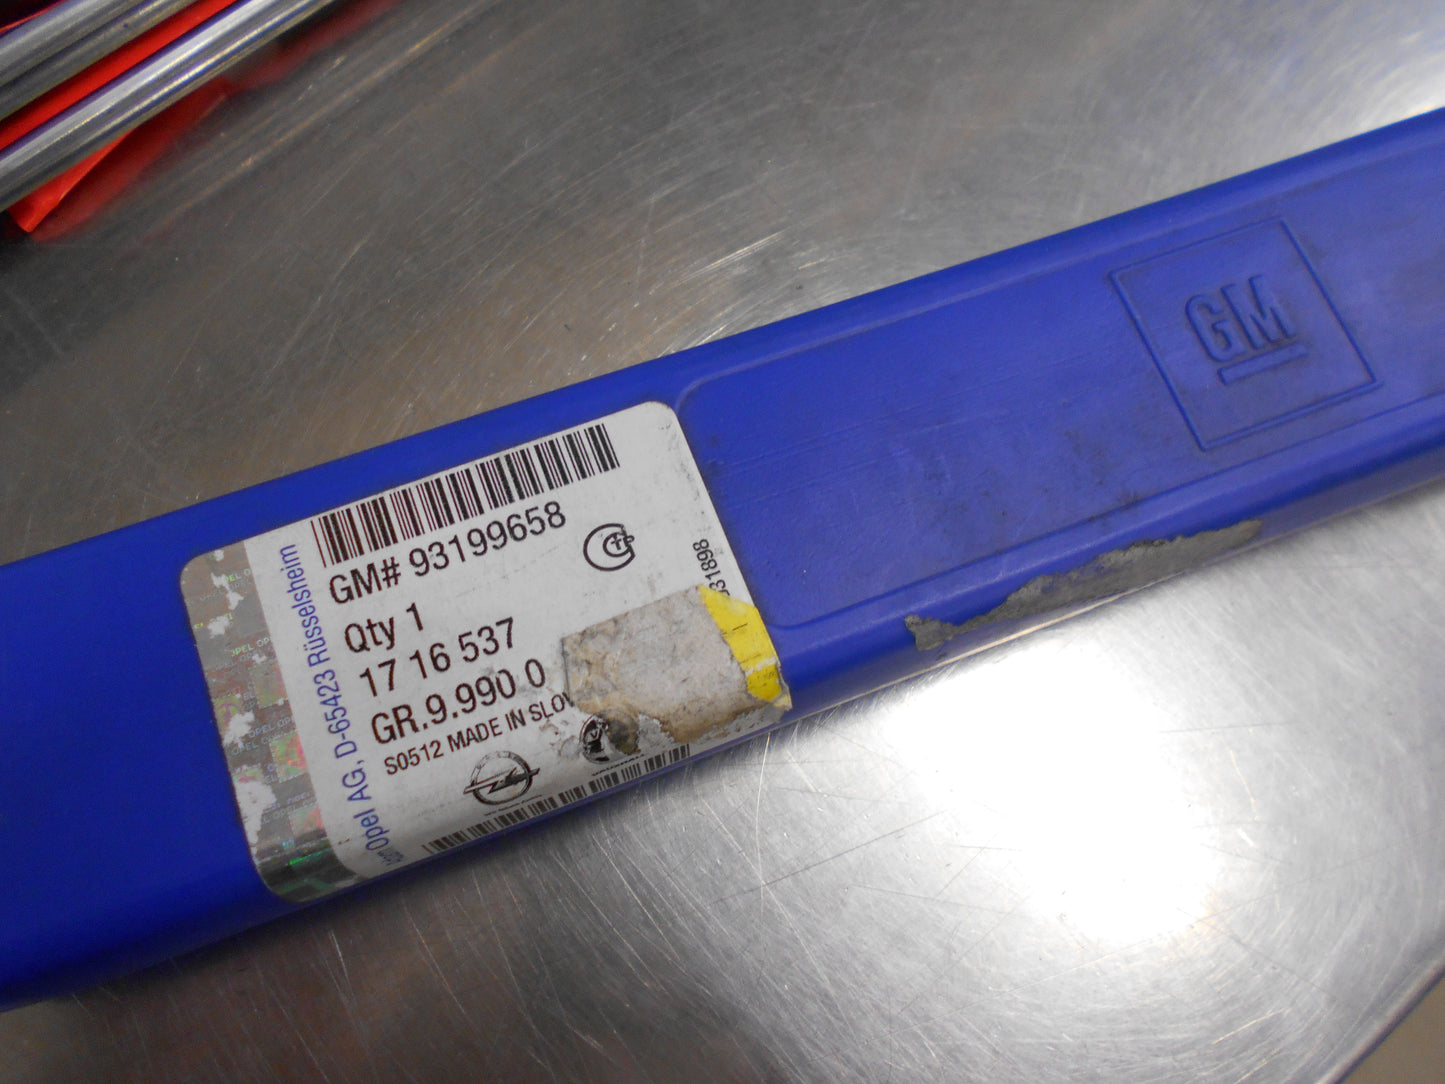 GM
GM# 93199658
Qty 1
17 16 537
GR.9.990 0
S0512 MADE IN
Opel AG, D-65423 Rüsselsheim
31898